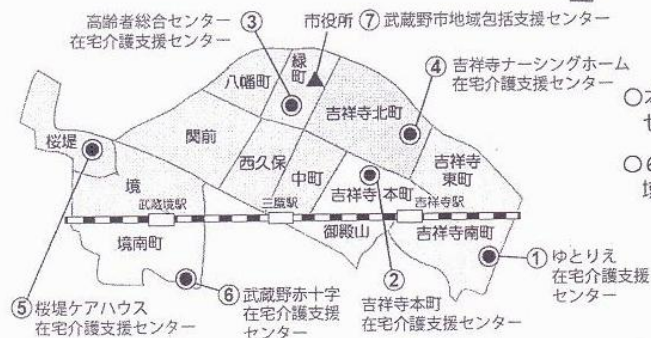 高齢者総合センター ③
在宅介護支援センター
市役所 ⑦ 武蔵野市地域包括支援センター
④ 吉祥寺ナーシングホーム
在宅介護支援センター
八幡町
緑町
吉祥寺北町
桜堤
関前
西久保
中町
吉祥寺本町
吉祥寺
東町
境
武蔵境駅
三鷹駅
吉祥寺駅
境南町
御殿山
吉祥寺南町
① ゆとりえ
在宅介護支援
センター
② 吉祥寺本町
在宅介護支援センター
⑤ 桜堤ケアハウス
在宅介護支援センター
⑥ 武蔵野赤十字
在宅介護支援
センター